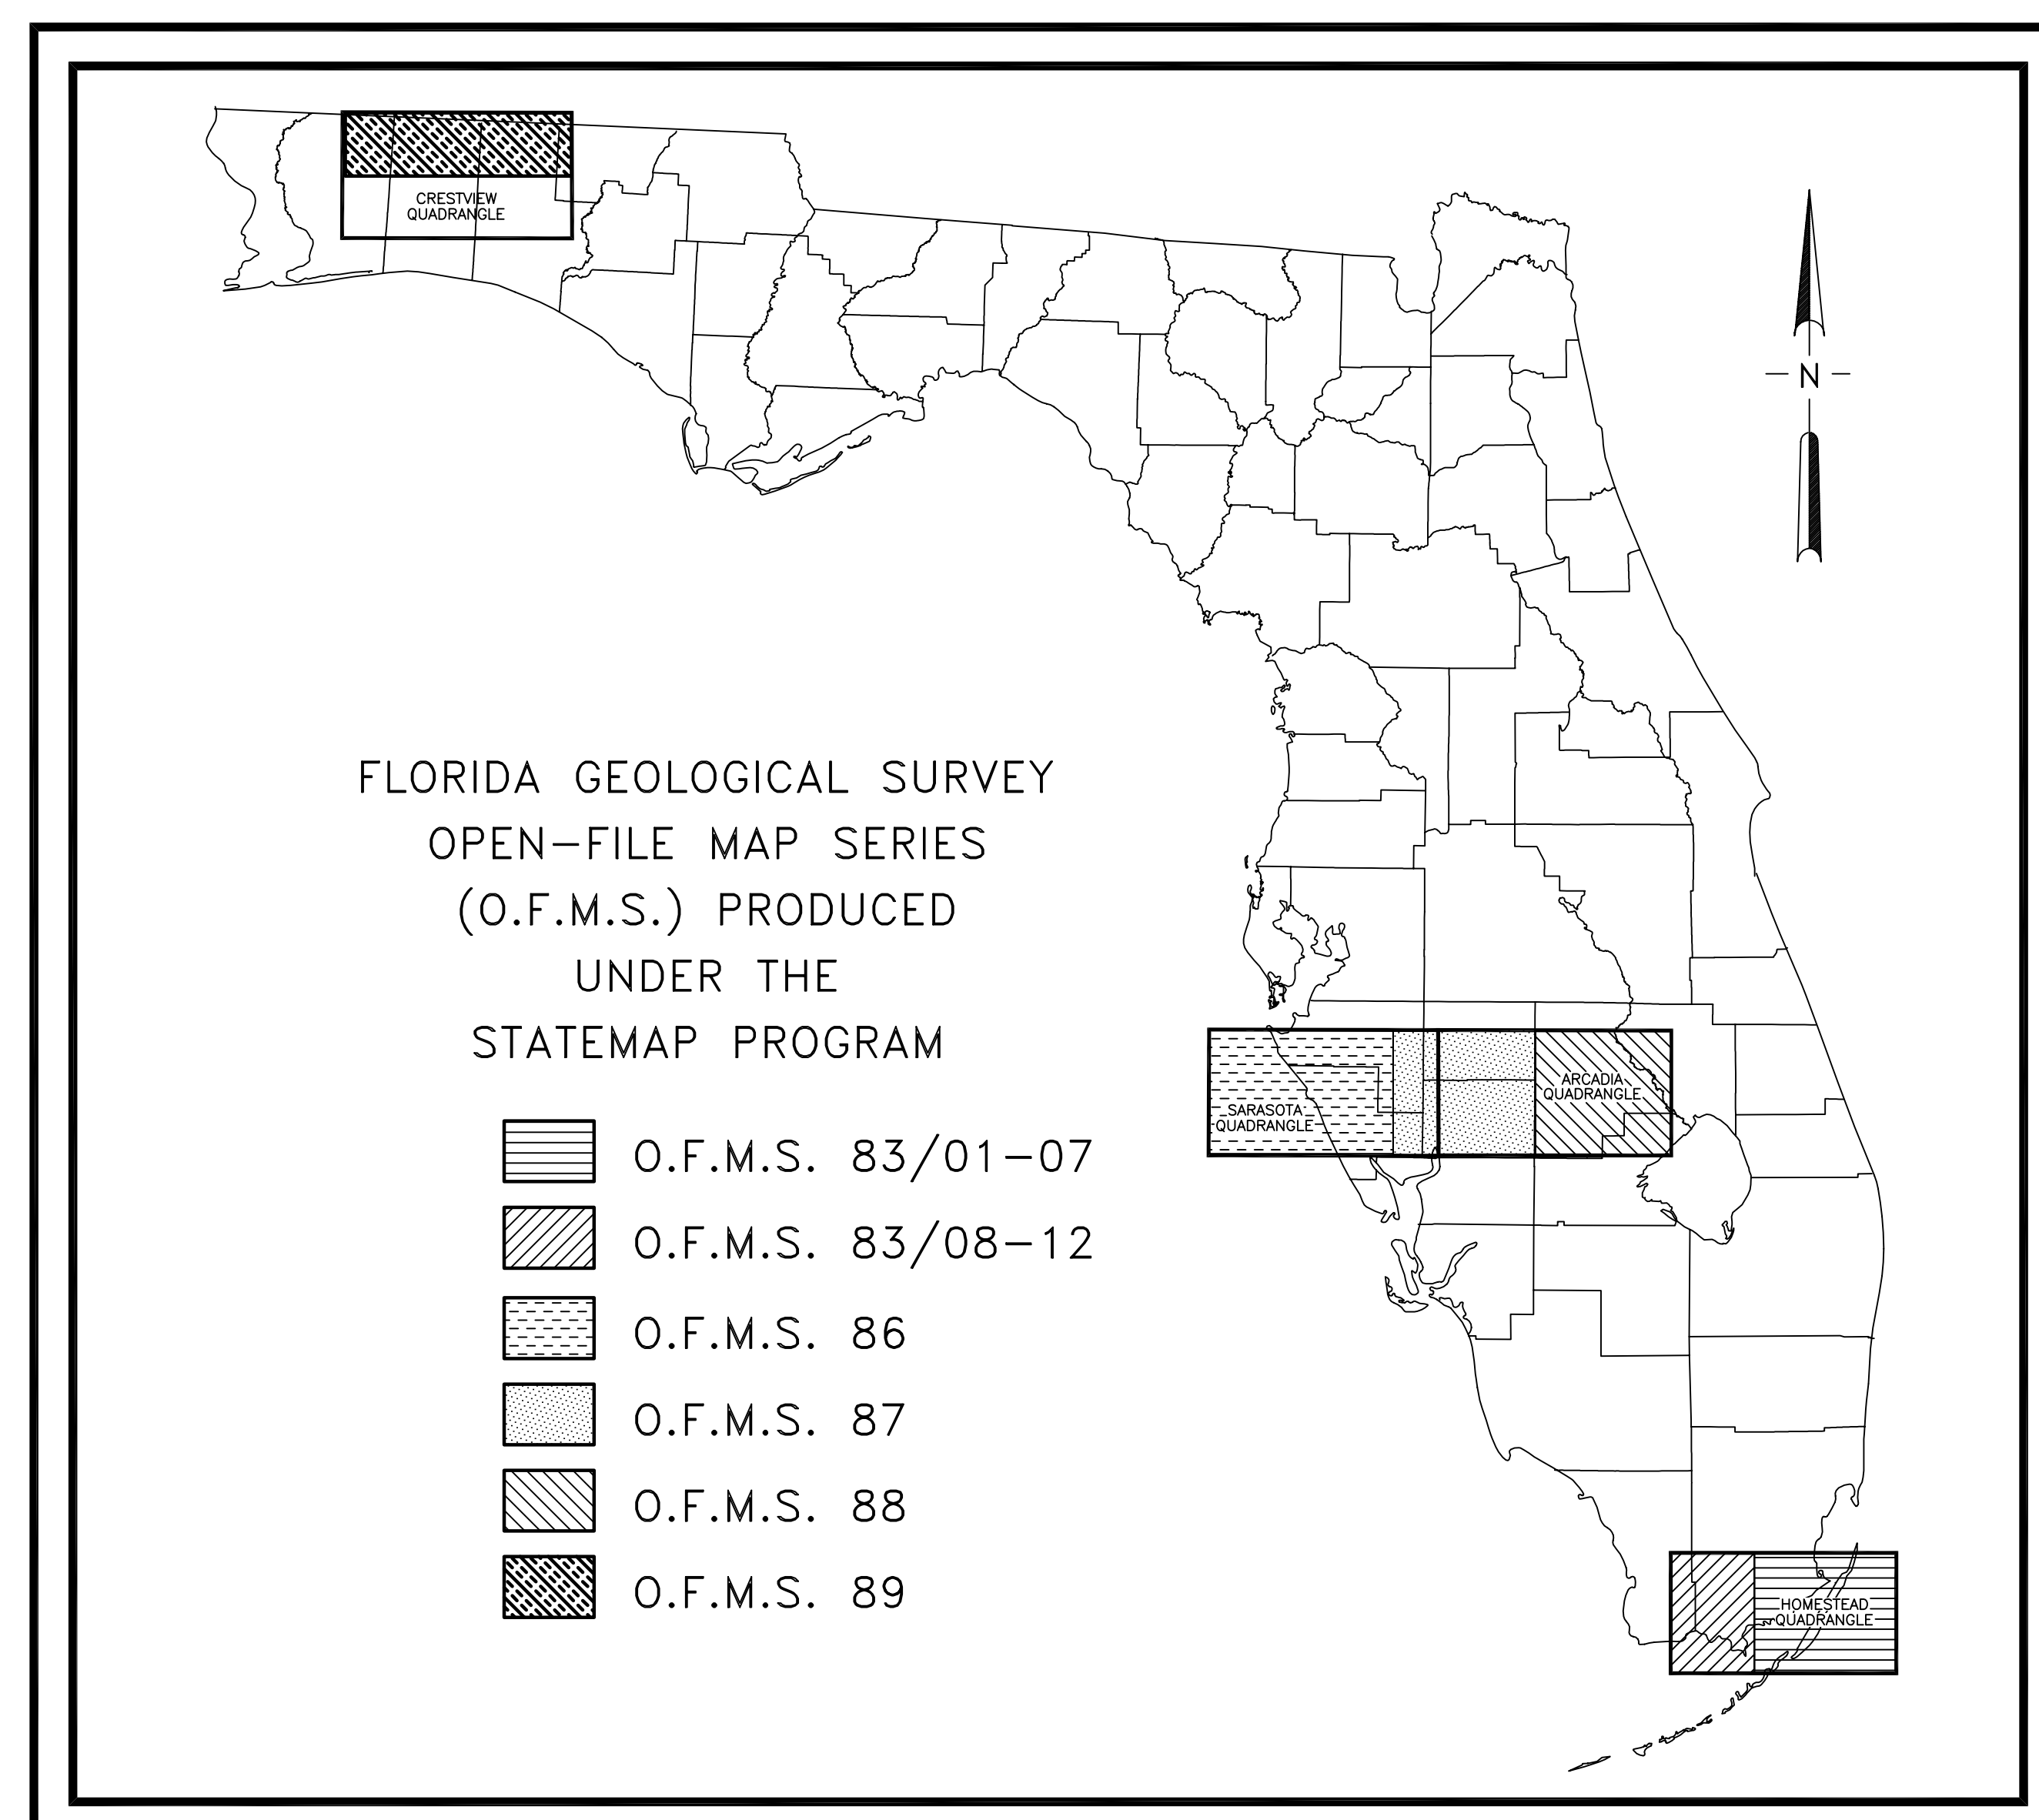 CRESTVIEW
QUADRANGLE
N
FLORIDA GEOLOGICAL SURVEY
OPEN-FILE MAP SERIES
(O.F.M.S.) PRODUCED
UNDER THE
STATEMAP PROGRAM
SARASOTA
QUADRANGLE
ARCADIA
QUADRANGLE
O.F.M.S. 83/01-07
O.F.M.S. 83/08-12
O.F.M.S. 86
O.F.M.S. 87
O.F.M.S. 88
O.F.M.S. 89
HOMESTEAD
QUADRANGLE